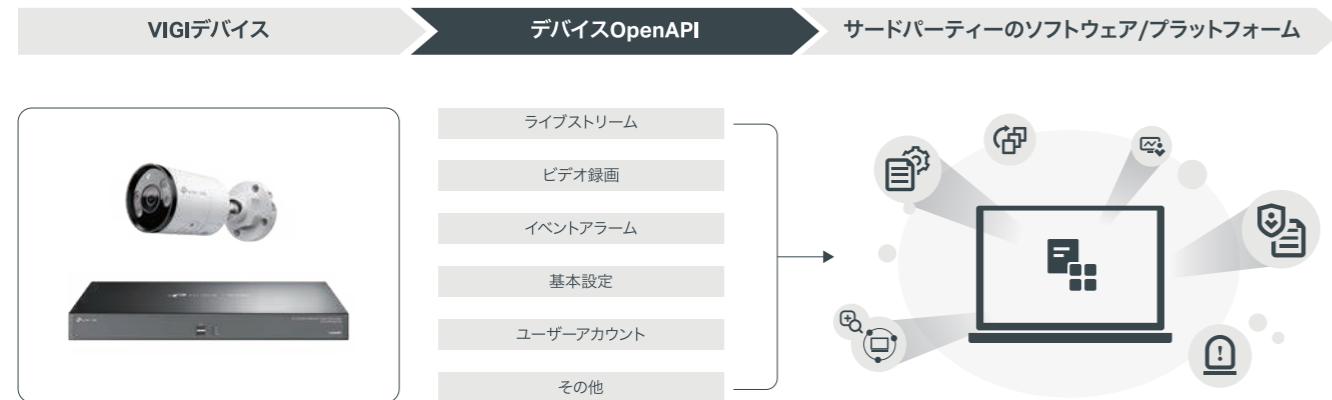 VIGIデバイス
デバイスOpenAPI
サードパーティーのソフトウェア/プラットフォーム
ライブストリーム
ビデオ録画
イベントアラーム
基本設定
ユーザーアカウント
その他
!